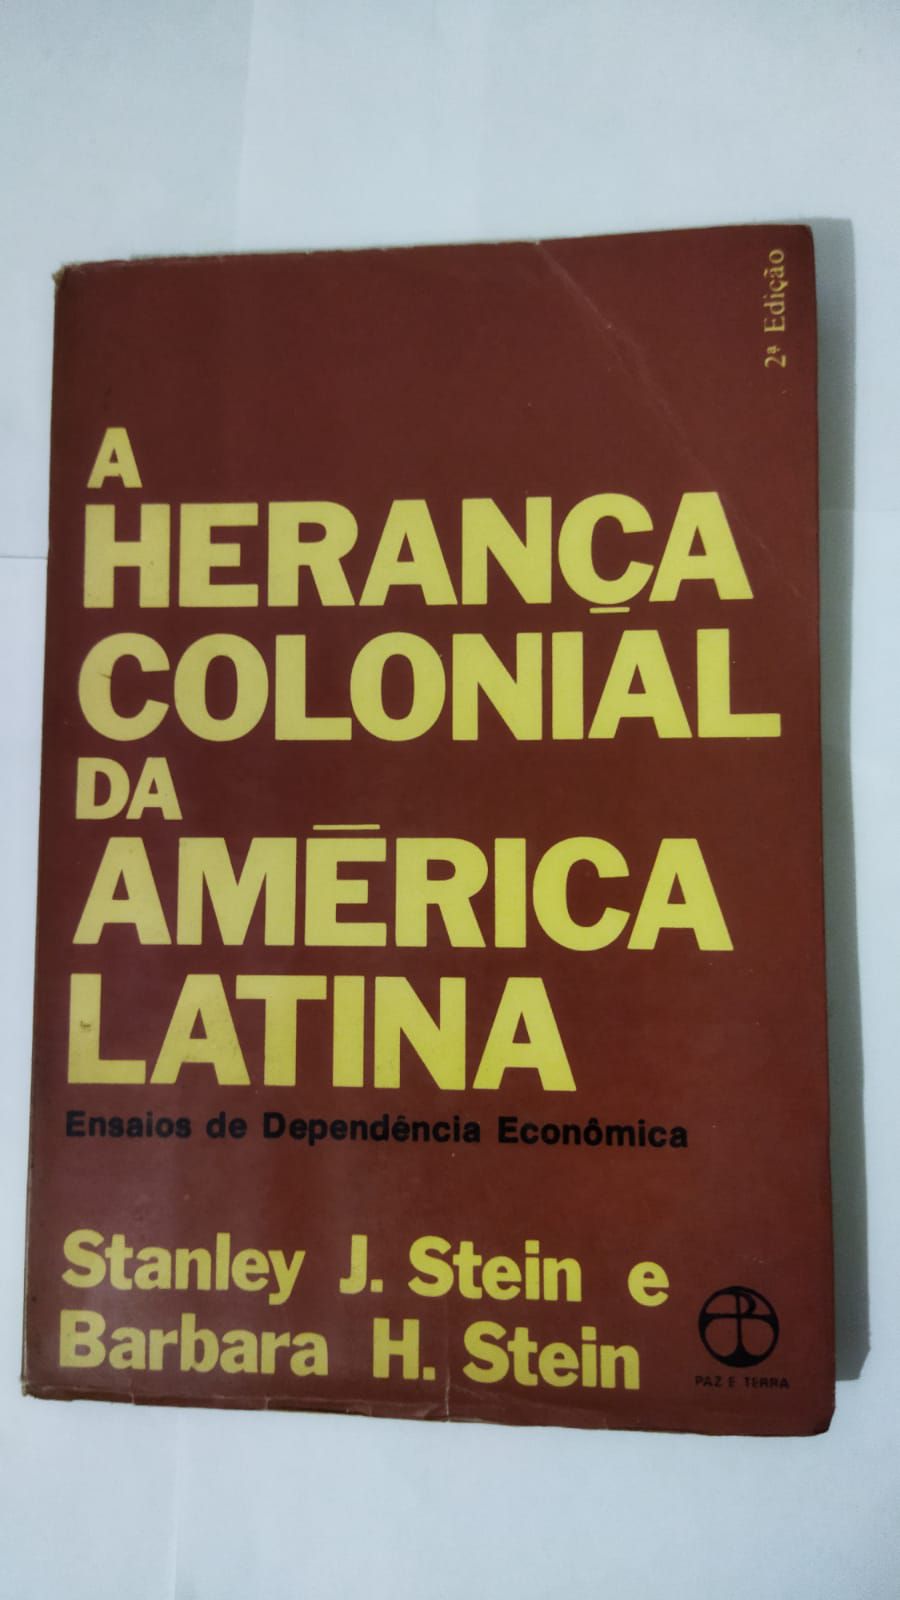 2ª Edição
A
HERANÇA
COLONIAL
DA
AMÉRICA
LATINA
Ensaios de Dependência Econômica
Stanley J. Stein e
Barbara H. Stein
PAZ E TERRA